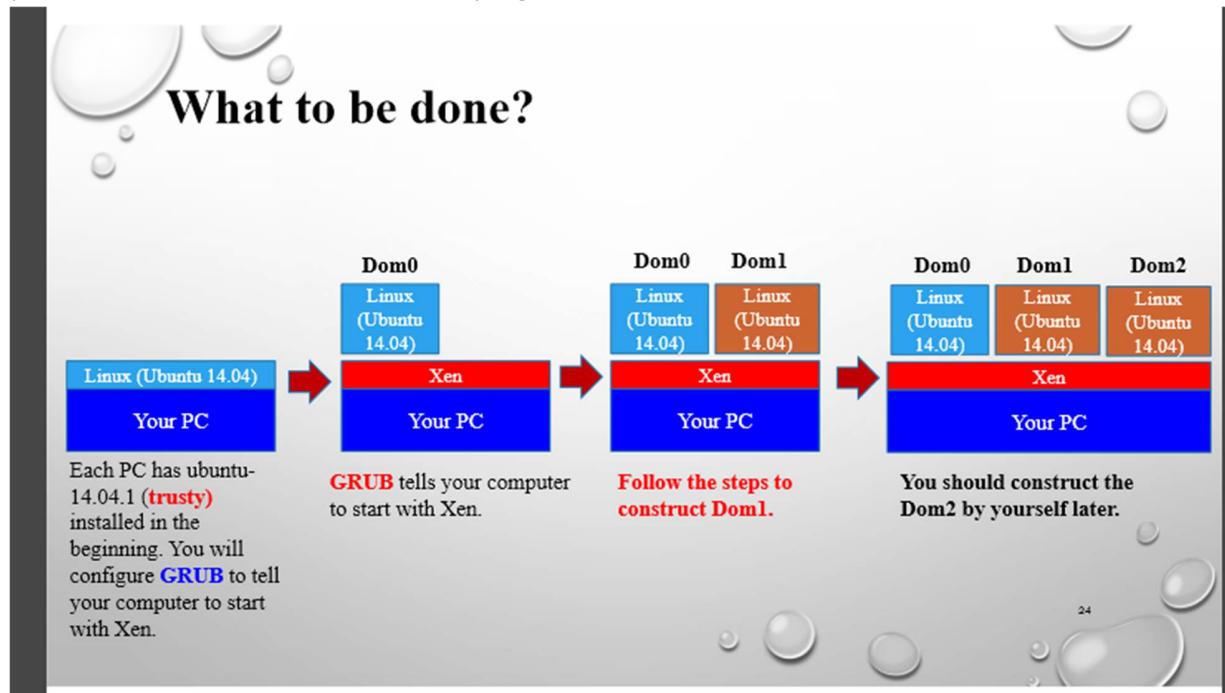 What to be done?
Dom0
Linux
(Ubuntu
14.04)
Dom0
Dom1
Linux
(Ubuntu
14.04)
Linux
(Ubuntu
14.04)
Dom0
Dom1
Dom2
Linux
(Ubuntu
14.04)
Linux
(Ubuntu
14.04)
Linux
(Ubuntu
14.04)
Linux (Ubuntu 14.04)
Xen
Xen
Xen
Your PC
Your PC
Your PC
Your PC
Each PC has ubuntu-
14.04.1 (trusty)
installed in the
beginning. You will
configure GRUB to tell
your computer to start
with Xen.
GRUB tells your computer
to start with Xen.
Follow the steps to
construct Dom1.
You should construct the
Dom2 by yourself later.
24